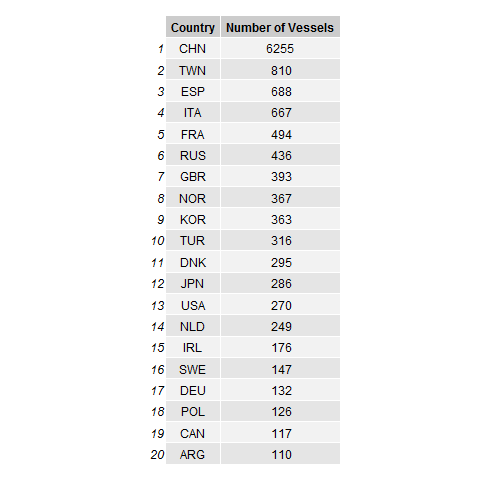 Country Number of Vessels
1 CHN 6255
2 TWN 810
3 ESP 688
4 ITA 667
5 FRA 494
6 RUS 436
7 GBR 393
8 NOR 367
9 KOR 363
10 TUR 316
11 DNK 295
12 JPN 286
13 USA 270
14 NLD 249
15 IRL 176
16 SWE 147
17 DEU 132
18 POL 126
19 CAN 117
20 ARG 110